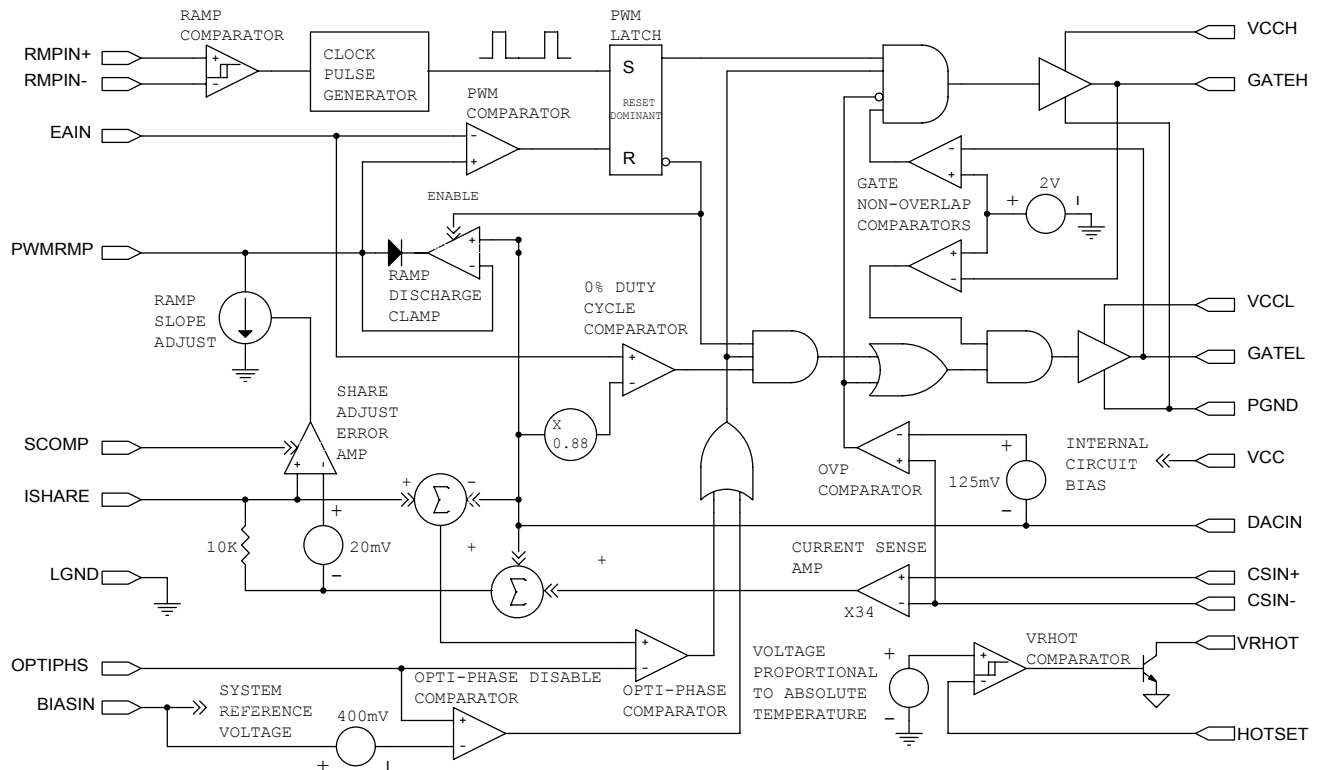 RAMP
COMPARATOR
PWM
LATCH
RMPIN+
RMPIN-
+
-
CLOCK
PULSE
GENERATOR
S
RESET
DOMINANT
R
VCCH
GATEH
EAIN
PWM
COMPARATOR
-
+
ENABLE
GATE
NON-OVERLAP
COMPARATORS
-
+
+
-
2V
+
-
PWMRMP
RAMP
DISCHARGE
CLAMP
+
-
RAMP
SLOPE
ADJUST
0% DUTY
CYCLE
COMPARATOR
+
-
VCCL
GATEL
PGND
SHARE
ADJUST
ERROR
AMP
+
-
X
0.88
SCOMP
ISHARE
+
Σ
-
OVP
COMPARATOR
-
+
125mV
+
-
INTERNAL
CIRCUIT
BIAS
VCC
DACIN
10K
+
20mV
-
+
Σ
+
CURRENT SENSE
AMP
+
-
X34
LGND
CSIN+
CSIN-
OPTIPHS
OPTI-PHASE DISABLE
COMPARATOR
+
-
OPTI-PHASE
COMPARATOR
+
-
VOLTAGE
PROPORTIONAL
TO ABSOLUTE
TEMPERATURE
+
-
VRHOT
COMPARATOR
+
-
VRHOT
BIASIN
SYSTEM
REFERENCE
VOLTAGE
400mV
+
-
HOTSET